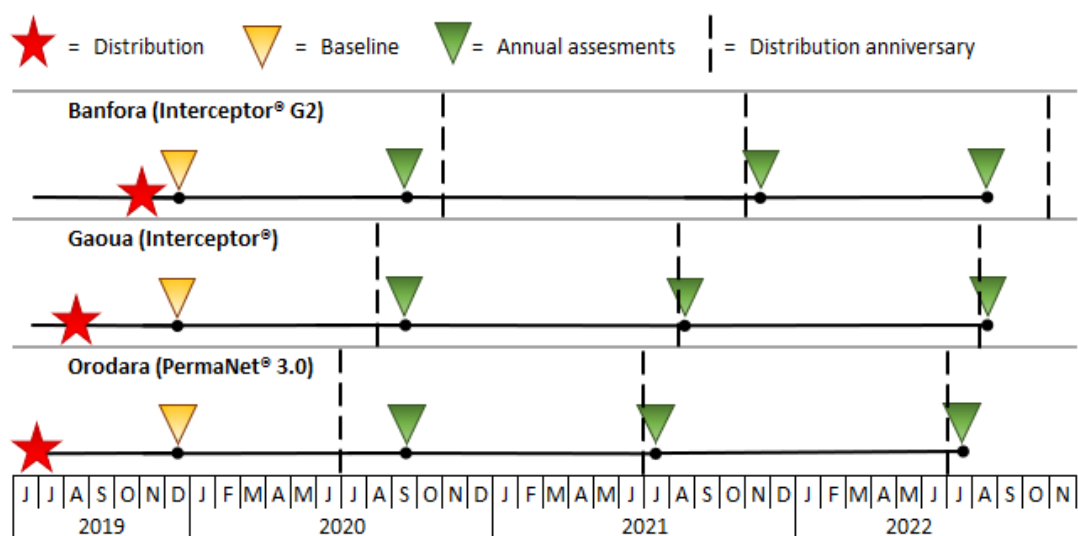 = Distribution = Baseline = Annual assesments = Distribution anniversary
Banfora (Interceptor® G2)
Gaoua (Interceptor®)
Orodara (PermaNet® 3.0)
J J A S O N D J F M A M J J A S O N D J F M A M J J A S O N D J F M A M J J A S O N
2019 2020 2021 2022